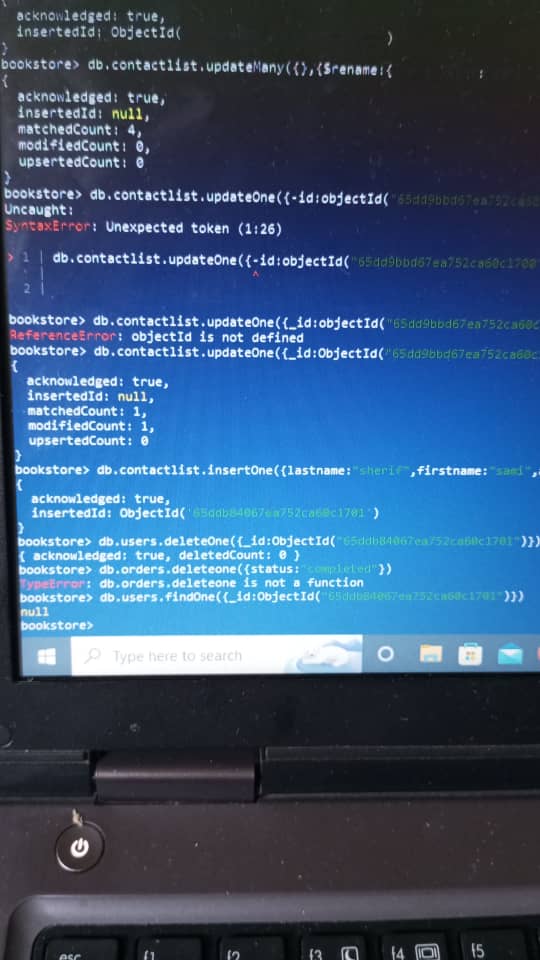 {
acknowledged: true,
insertedId: ObjectId( )
}
bookstore> db.contactlist.updateMany({},{$rename:{
{
acknowledged: true,
insertedId: null,
matchedCount: 4,
modifiedCount: 0,
upsertedCount: 0
}
bookstore> db.contactlist.updateOne({-id:objectId("65dd9bbd67ea752ca60
Uncaught:
SyntaxError: Unexpected token (1:26)
> 1 | db.contactlist.updateOne({-id:objectId("65dd9bbd67ea752ca60c1700"
| ^
2 |
bookstore> db.contactlist.updateOne({_id:objectId("65dd9bbd67ea752ca60c
ReferenceError: objectId is not defined
bookstore> db.contactlist.updateOne({_id:ObjectId("65dd9bbd67ea752ca60c
{
acknowledged: true,
insertedId: null,
matchedCount: 1,
modifiedCount: 1,
upsertedCount: 0
}
bookstore> db.contactlist.insertOne({lastname:"sherif",firstname:"sami",
{
acknowledged: true,
insertedId: ObjectId('65ddb84067ea752ca60c1701')
}
bookstore> db.users.deleteOne({_id:ObjectId("65ddb84067ea752ca60c1701")})
{ acknowledged: true, deletedCount: 0 }
bookstore> db.orders.deleteone({status:"completed"})
TypeError: db.orders.deleteone is not a function
bookstore> db.users.findOne({_id:ObjectId("65ddb84067ea752ca60c1701")})
null
bookstore>
Type here to search
esc f1 f2 f3 f4 f5